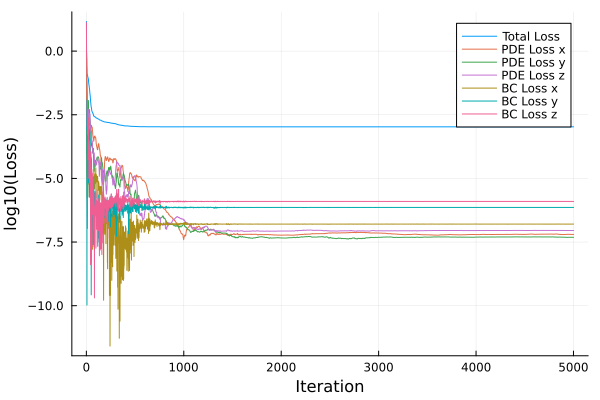 0.0
−2.5
−5.0
−7.5
−10.0
log10(Loss)
0
1000
2000
3000
4000
5000
Iteration
Total Loss
PDE Loss x
PDE Loss y
PDE Loss z
BC Loss x
BC Loss y
BC Loss z